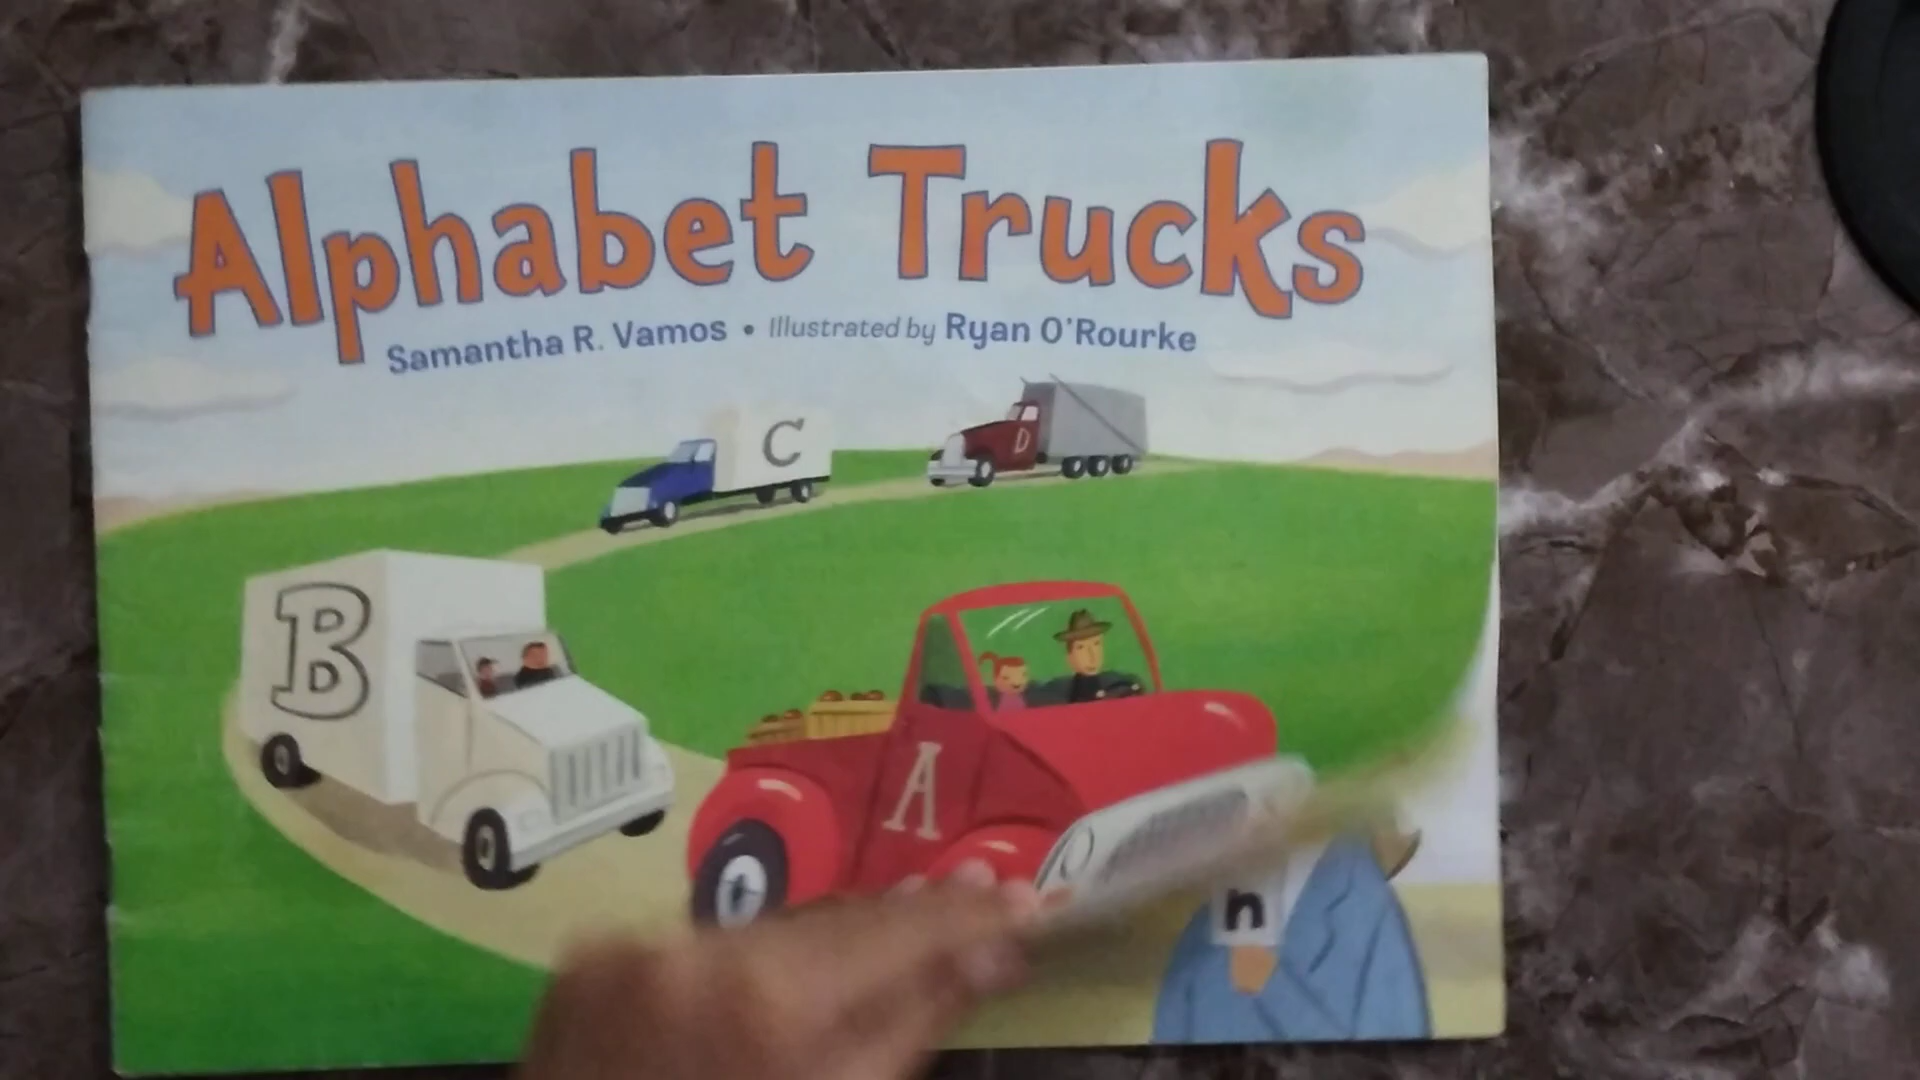 Alphabet Trucks
Samantha R. Vamos • Illustrated by Ryan O'Rourke
C
D
B
A
n